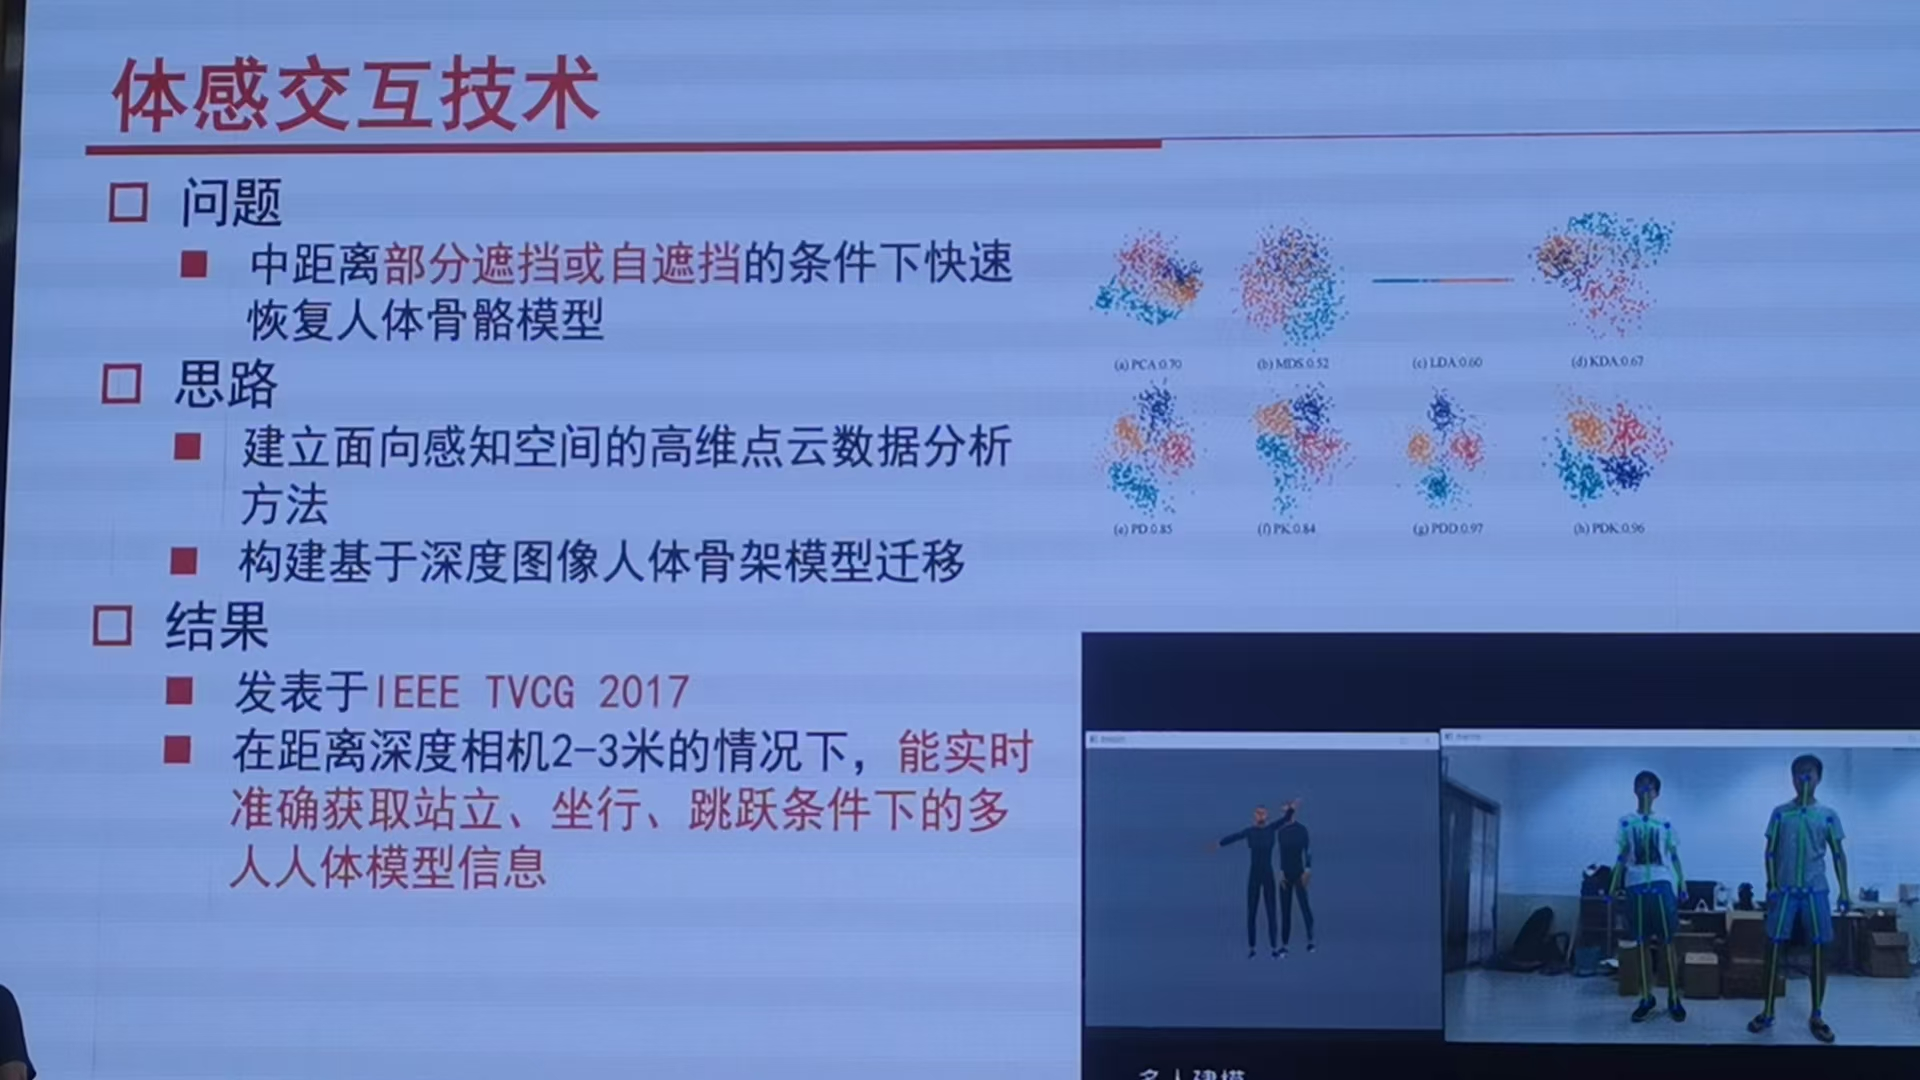 体感交互技术
问题
中距离部分遮挡或自遮挡的条件下快速
恢复人体骨骼模型
思路
建立面向感知空间的高维点云数据分析
方法
构建基于深度图像人体骨架模型迁移
结果
发表于IEEE TVCG 2017
在距离深度相机2-3米的情况下，能实时
准确获取站立、坐行、跳跃条件下的多
人人体模型信息
(a) PCA:0.70
(b) MDS:0.52
(c) LDA:0.60
(d) KDA:0.67
(e) PD:0.85
(f) PK:0.84
(g) PDD:0.97
(h) PDK:0.96
多人建模